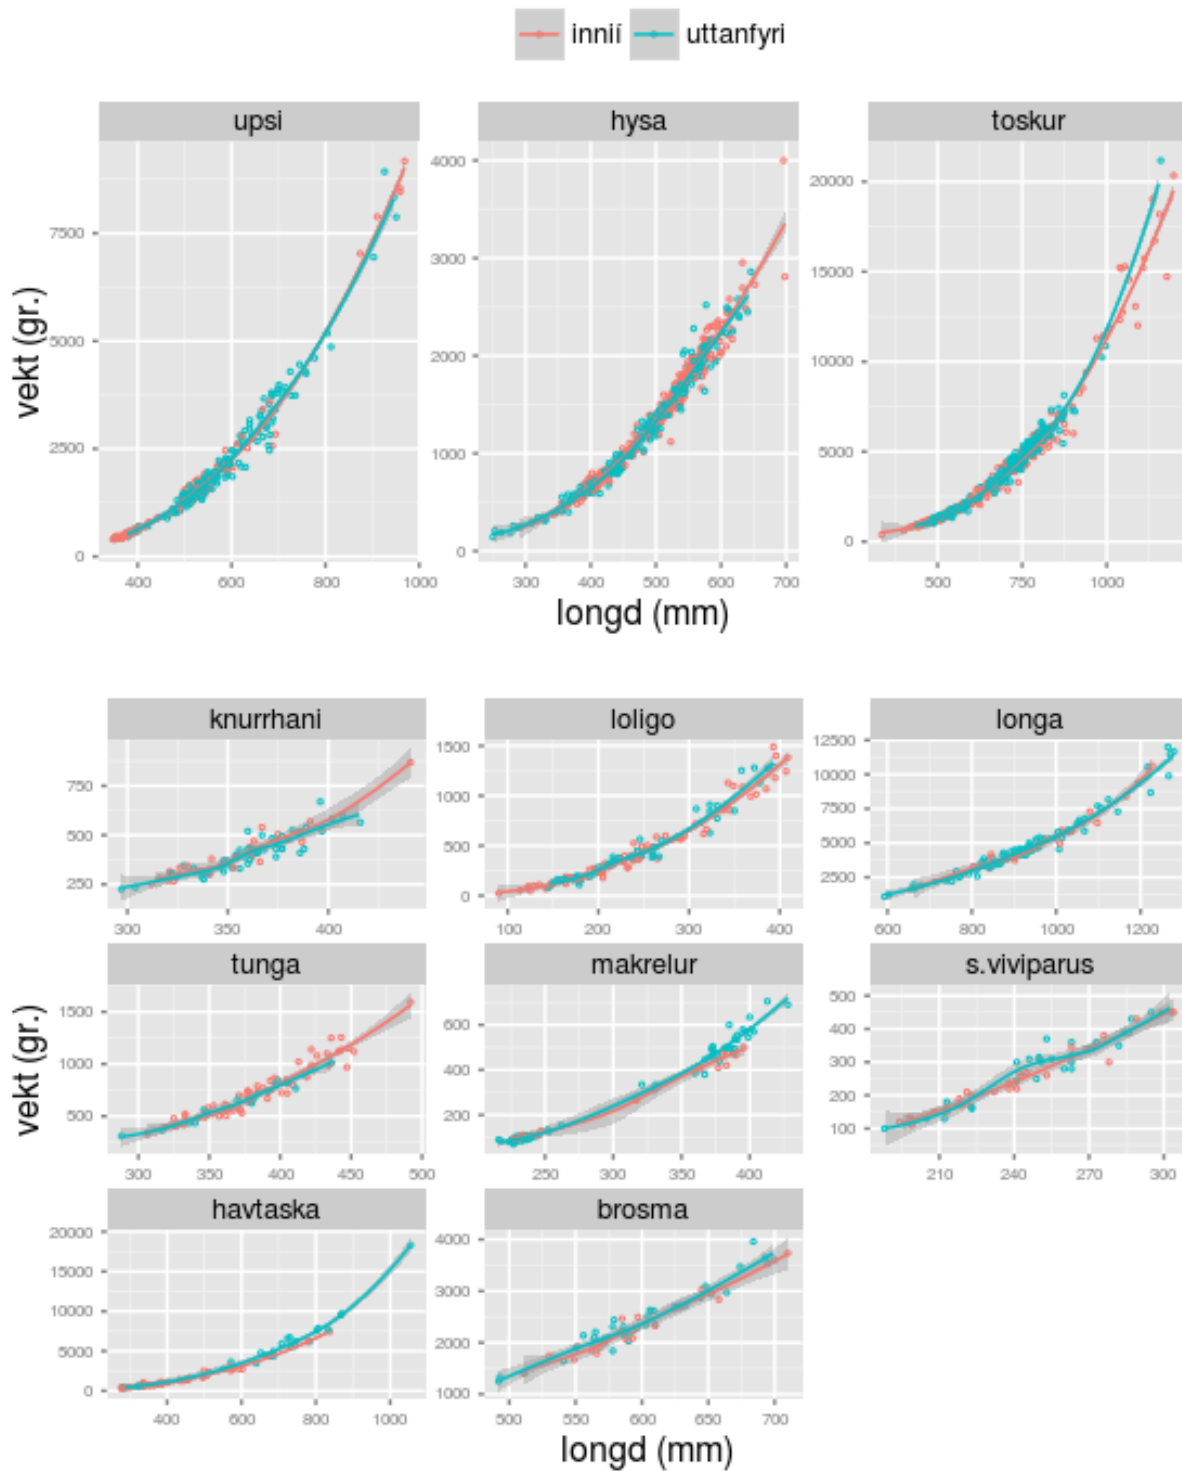 innií uttanfyri
upsi hysa toskur
vekt (gr.)
7500
5000
2500
0
400 600 800 1000
4000
3000
2000
1000
0
300 400 500 600 700
20000
15000
10000
5000
0
500 750 1000
longd (mm)
knurrhani loligo longa
vekt (gr.)
750
500
250
300 350 400
1500
1000
500
0
100 200 300 400
12500
10000
7500
5000
2500
600 800 1000 1200
tunga makrelur s.viviparus
1500
1000
500
300 350 400 450 500
600
400
200
250 300 350 400
500
400
300
200
100
210 240 270 300
havtaska brosma
20000
15000
10000
5000
0
400 600 800 1000
4000
3000
2000
1000
500 550 600 650 700
longd (mm)